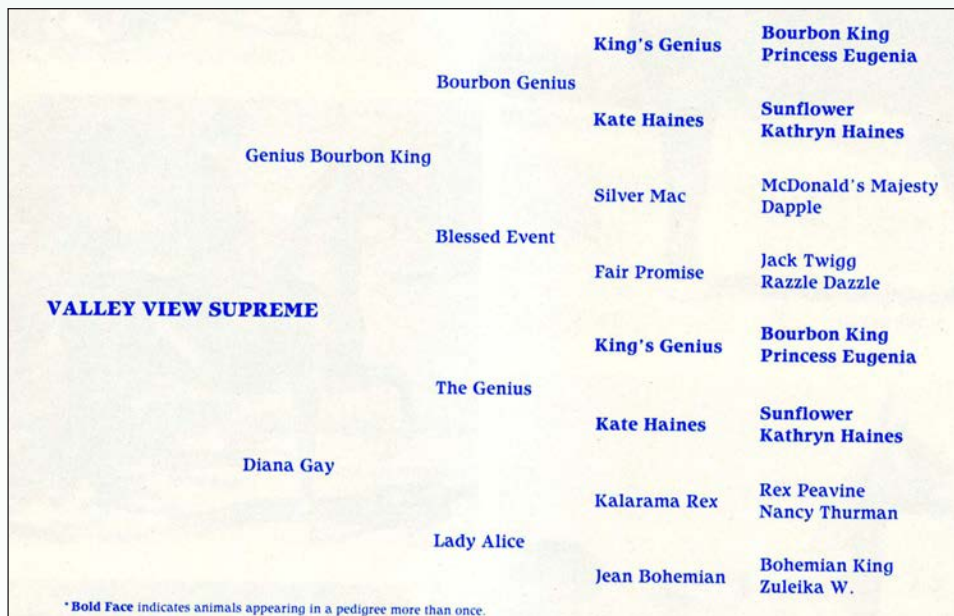 King's Genius
Bourbon King
Princess Eugenia
Bourbon Genius
Kate Haines
Sunflower
Kathryn Haines
Genius Bourbon King
Silver Mac
McDonald's Majesty
Dapple
Blessed Event
Fair Promise
Jack Twigg
Razzle Dazzle
VALLEY VIEW SUPREME
King's Genius
Bourbon King
Princess Eugenia
The Genius
Kate Haines
Sunflower
Kathryn Haines
Diana Gay
Kalarama Rex
Rex Peavine
Nancy Thurman
Lady Alice
Jean Bohemian
Bohemian King
Zuleika W.
*Bold Face indicates animals appearing in a pedigree more than once.